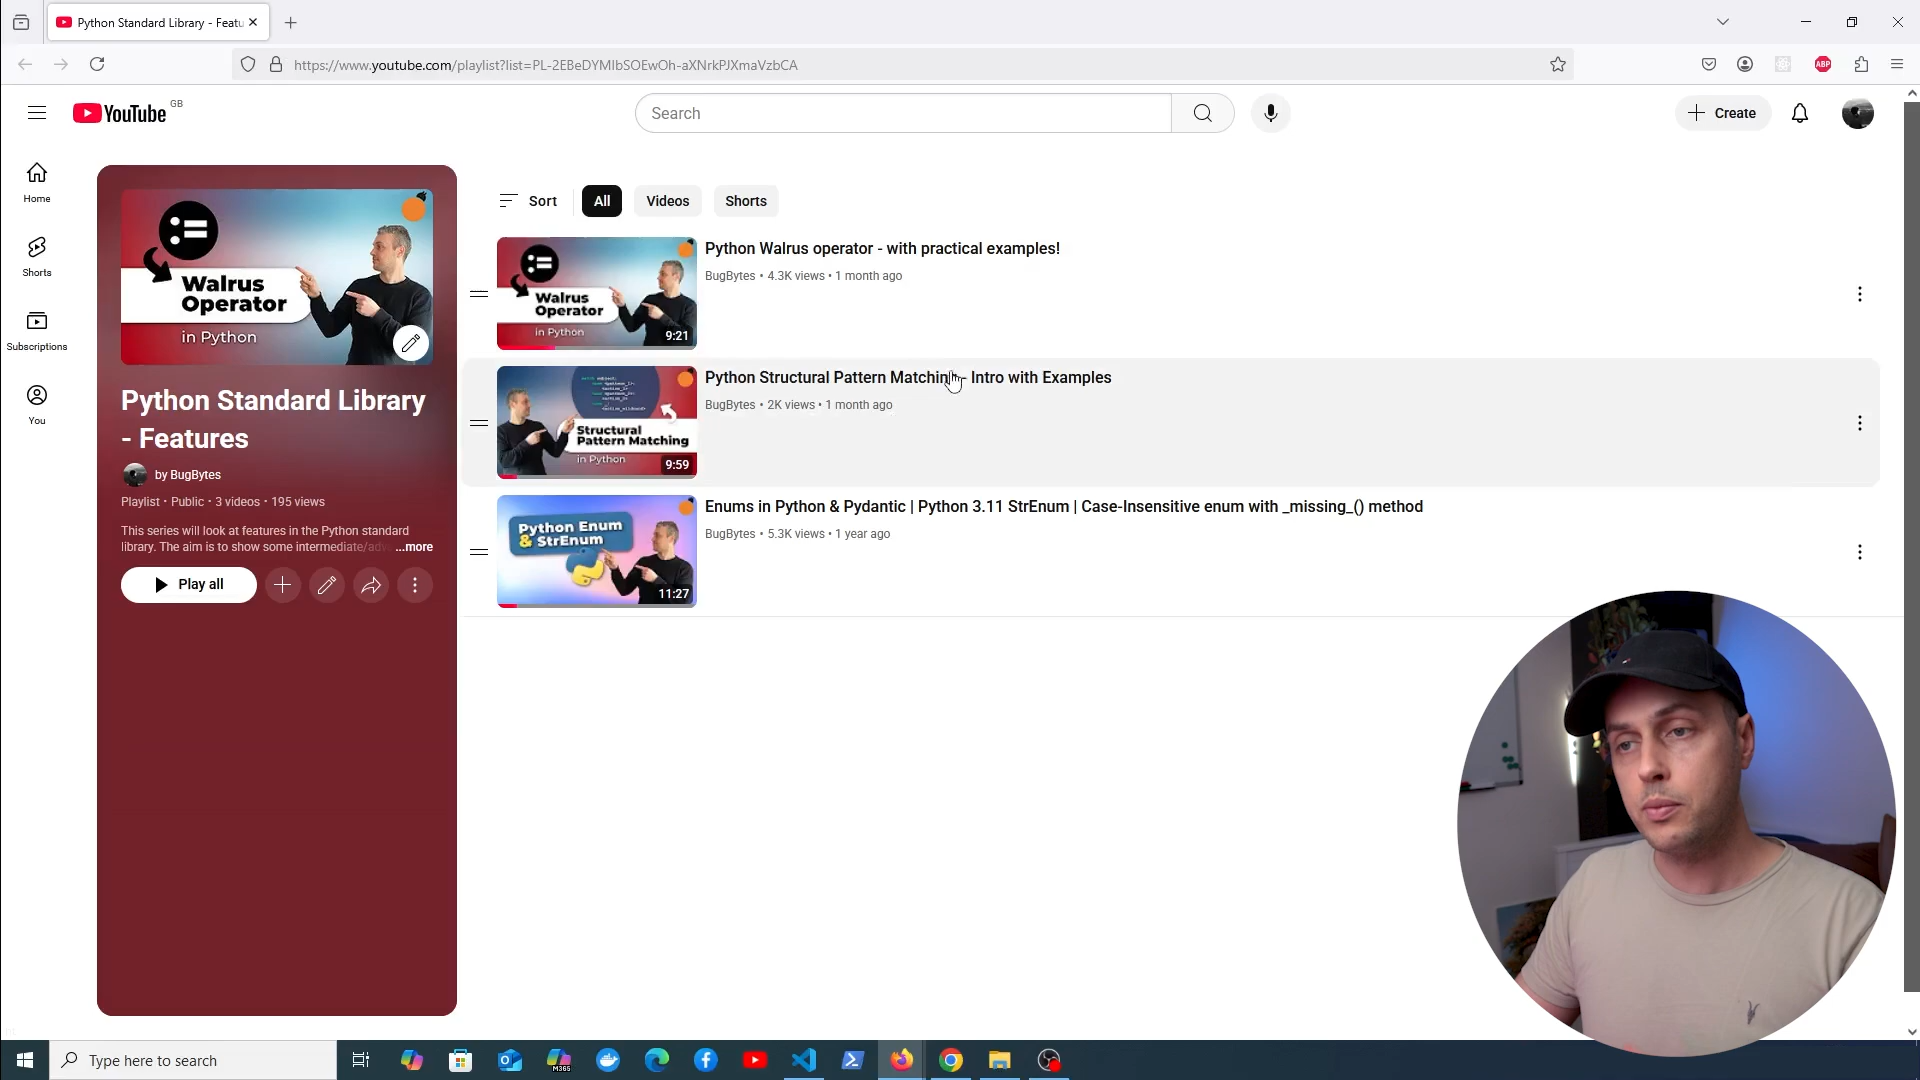 Python Standard Library - Featu
https://www.youtube.com/playlist?list=PL-2EBeDYMIbSOEwOh-aXNrkPJXmaVzbCA
ABP
YouTube
GB
Search
Create
Home
Shorts
Subscriptions
You
:=
Walrus
Operator
in Python
Python Standard Library
- Features
by BugBytes
Playlist • Public • 3 videos • 195 views
This series will look at features in the Python standard
library. The aim is to show some intermediate/adv ...more
Play all
Sort
All
Videos
Shorts
:=
Walrus
Operator
in Python
9:21
Python Walrus operator - with practical examples!
BugBytes • 4.3K views • 1 month ago
Structural
Pattern Matching
in Python
9:59
Python Structural Pattern Matching - Intro with Examples
BugBytes • 2K views • 1 month ago
Python Enum
& StrEnum
11:27
Enums in Python & Pydantic | Python 3.11 StrEnum | Case-Insensitive enum with _missing_() method
BugBytes • 5.3K views • 1 year ago
Type here to search
M365